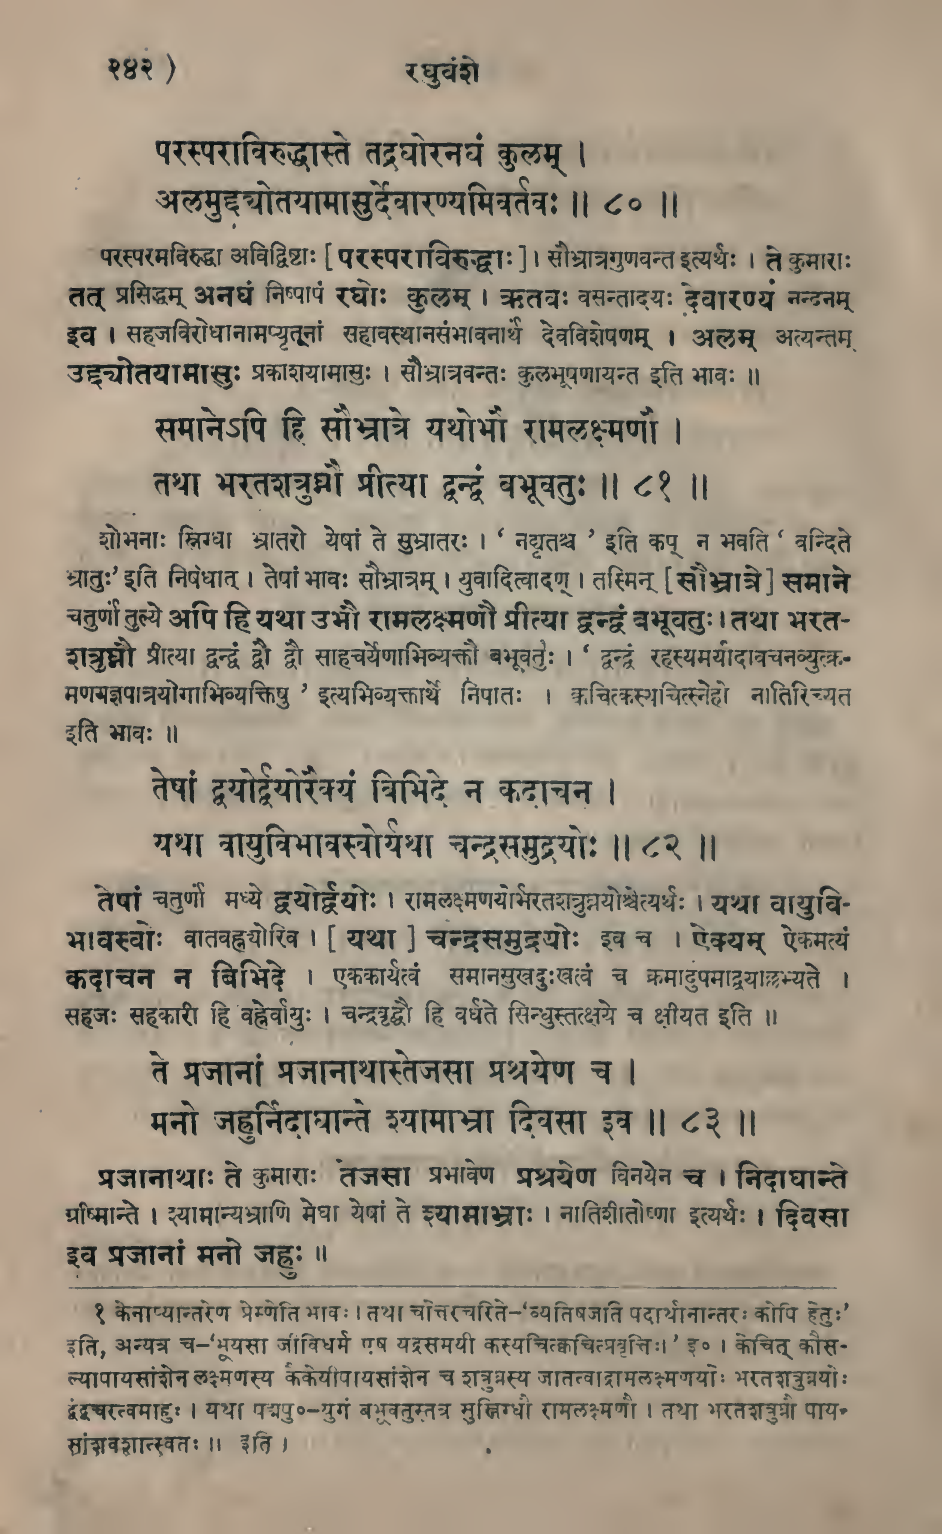 २४२ )
रघुवंशे
परस्पराविरुद्धास्ते तद्रघोरनघं कुलम् ।
अलमुद्द्योतयामासुर्देवारण्यमिवर्तवः ॥ ८० ॥
परस्परमविरुद्धा अविद्विष्टाः [ परस्पराविरुद्धाः ] । सौभ्रात्रगुणवन्त इत्यर्थः । ते कुमाराः
तत् प्रसिद्धम् अनघं निष्पापं रघोः कुलम् । ऋतवः वसन्तादयः देवारण्यं नन्दनम्
इव । सहजविरोधानामप्यृतूनां सहावस्थानसंभावनार्थं देवविशेषणम् । अलम् अत्यन्तम्
उद्द्योतयामासुः प्रकाशयामासुः । सौभ्रात्रवन्तः कुलभूषणायन्त इति भावः ॥
समानेऽपि हि सौभ्रात्रे यथोभौ रामलक्ष्मणौ ।
तथा भरतशत्रुघ्नौ प्रीत्या द्वन्द्वं बभूवतुः ॥ ८१ ॥
शोभनाः स्निग्धा भ्रातरो येषां ते सुभ्रातरः । ‘ नद्यृतश्च ’ इति कप् न भवति ‘ वन्दिते
भ्रातुः’ इति निषेधात् । तेषां भावः सौभ्रात्रम् । युवादित्वादण् । तस्मिन् [ सौभ्रात्रे ] समाने
चतुर्णां तुल्ये अपि हि यथा उभौ रामलक्ष्मणौ प्रीत्या द्वन्द्वं बभूवतुः । तथा भरत-
शत्रुघ्नौ प्रीत्या द्वन्द्वं द्वौ द्वौ साहचर्येणाभिव्यक्तौ बभूवतुः । ‘ द्वन्द्वं रहस्यमर्यादावचनव्युत्क्र-
मणयज्ञपात्रयोगाभिव्यक्तिषु ’ इत्यभिव्यक्तार्थे निपातः । क्वचित्कस्यचित्स्नेहो नातिरिच्यत
इति भावः ॥
तेषां द्वयोर्द्वयोरैक्यं बिभिदे न कदाचन ।
यथा वायुविभावस्वोर्यथा चन्द्रसमुद्रयोः ॥ ८२ ॥
तेषां चतुर्णां मध्ये द्वयोर्द्वयोः । रामलक्ष्मणयोर्भरतशत्रुघ्नयोश्चेत्यर्थः । यथा वायुवि-
भावस्वोः वातवह्न्योरिव । [ यथा ] चन्द्रसमुद्रयोः इव च । ऐक्यम् ऐकमत्यं
कदाचन न बिभिदे । एककार्यत्वं समानसुखदुःखत्वं च क्रमादुपमाद्वयाल्लभ्यते ।
सहजः सहकारी हि वह्नेर्वायुः । चन्द्रवृद्धौ हि वर्धते सिन्धुस्तत्क्षये च क्षीयत इति ॥
ते प्रजानां प्रजानाथास्तेजसा प्रश्रयेण च ।
मनो जह्रुर्निदाघान्ते श्यामाभ्रा दिवसा इव ॥ ८३ ॥
प्रजानाथाः ते कुमाराः तेजसा प्रभावेण प्रश्रयेण विनयेन च । निदाघान्ते
ग्रीष्मान्ते । श्यामान्यभ्राणि मेघा येषां ते श्यामाभ्राः । नातिशीतोष्णा इत्यर्थः । दिवसा
इव प्रजानां मनो जह्रुः ॥
१ केनाप्यान्तरेण प्रेम्णेति भावः । तथा चोत्तरचरिते–‘व्यतिषजति पदार्थानान्तरः कोपि हेतुः’
इति, अन्यत्र च–‘भूयसा जीविधर्म एष यद्रसमयी कस्यचित्क्वचित्प्रवृत्तिः।’ इ० । केचित् कौस-
ल्यापायसांशेन लक्ष्मणस्य कैकेयीपायसांशेन च शत्रुघ्नस्य जातत्वाद्रामलक्ष्मणयोः भरतशत्रुघ्नयोः
द्वंद्वचरत्वमाहुः । यथा पद्मपु०–युगं बभूवतुस्तत्र सुस्निग्धौ रामलक्ष्मणौ । तथा भरतशत्रुघ्नौ पाय-
सांशवशात्स्वतः ॥ इति ।